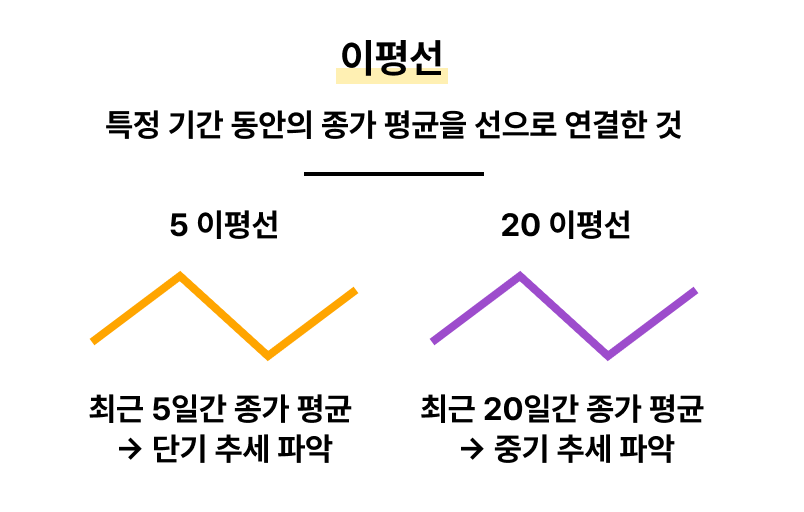 이평선
특정 기간 동안의 종가 평균을 선으로 연결한 것
5 이평선
20 이평선
최근 5일간 종가 평균
→ 단기 추세 파악
최근 20일간 종가 평균
→ 중기 추세 파악